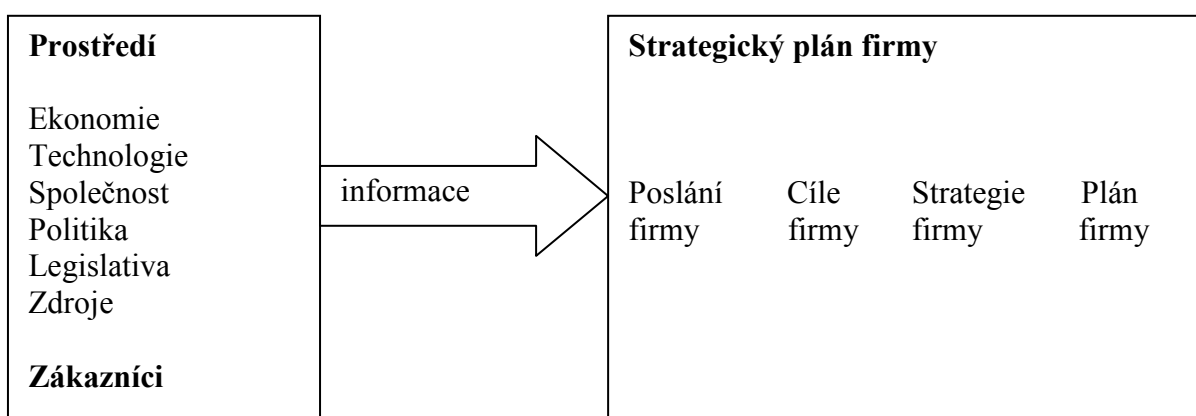 Prostředí
Ekonomie
Technologie
Společnost
Politika
Legislativa
Zdroje
Zákazníci
informace
Strategický plán firmy
Poslání Cíle Strategie Plán
firmy firmy firmy firmy